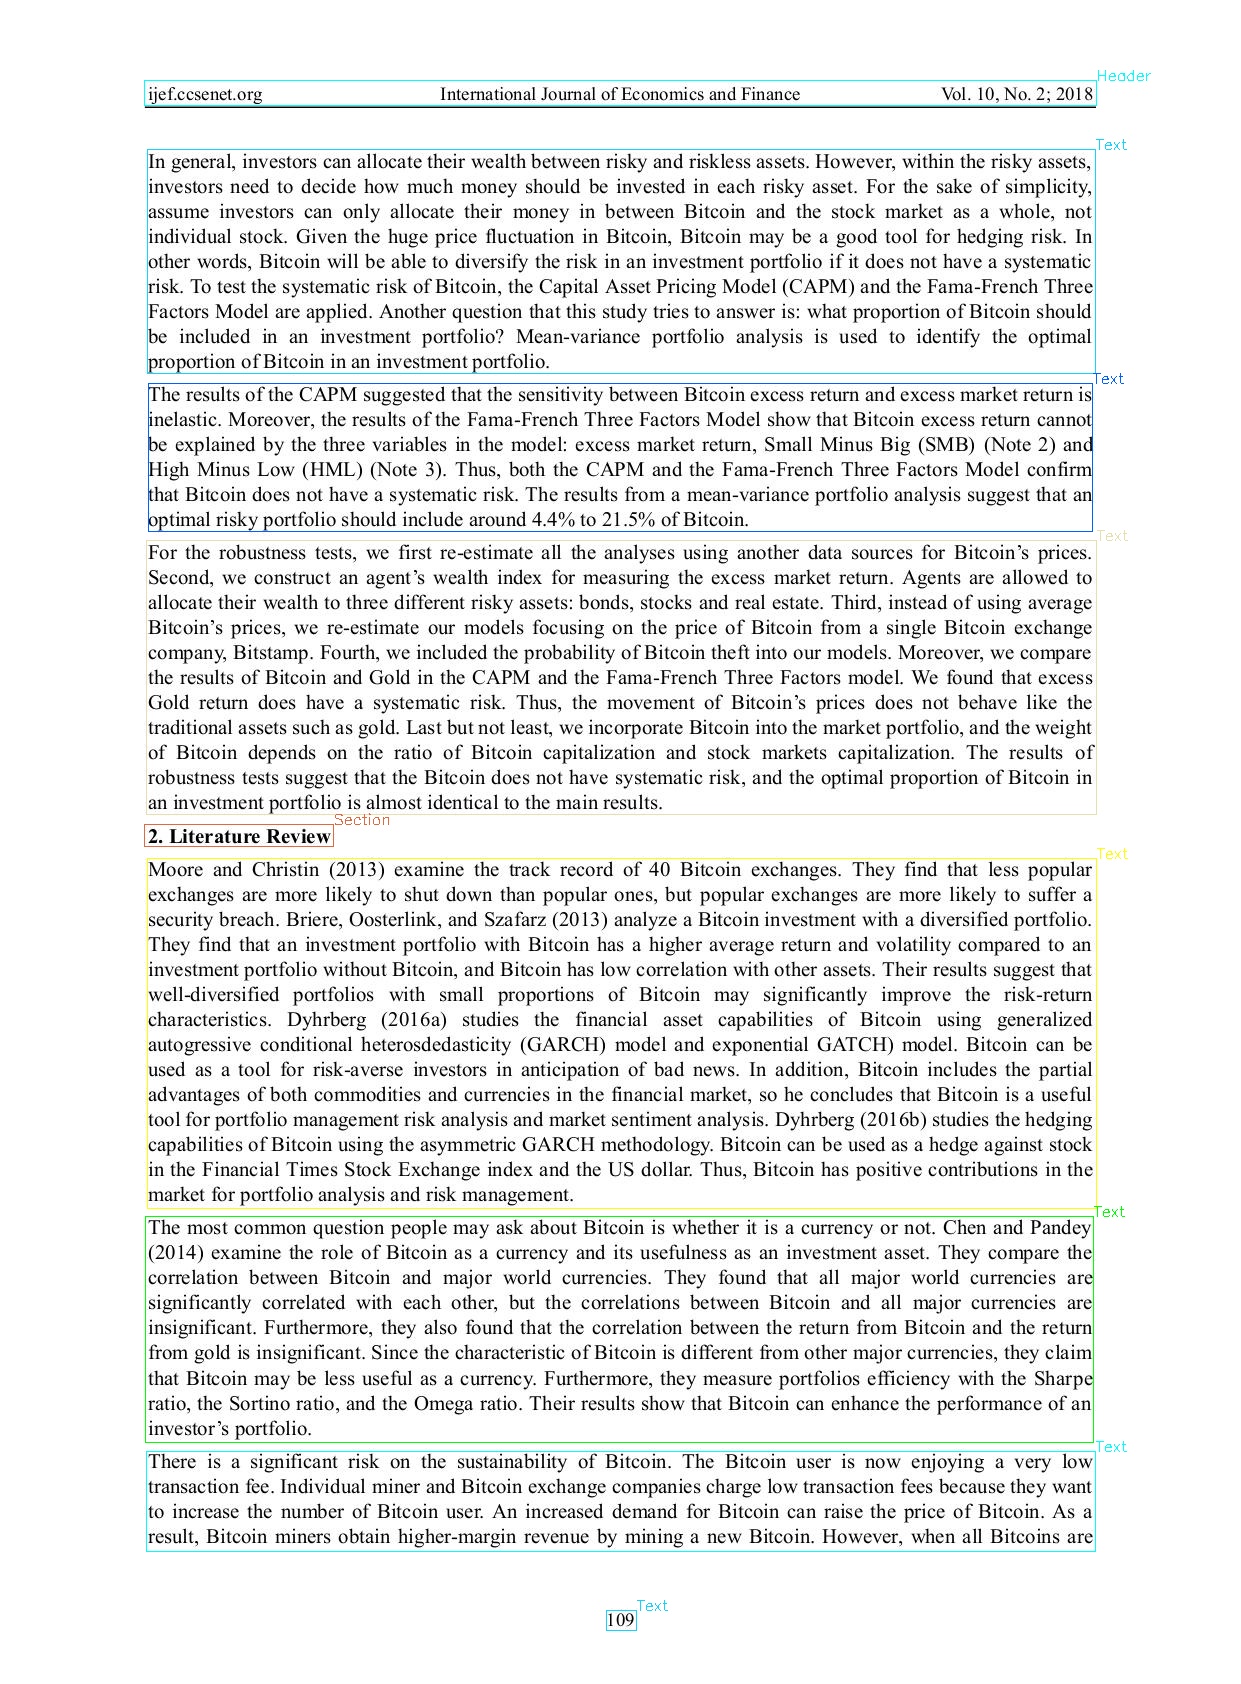 Header
ijef.ccsenet.org International Journal of Economics and Finance Vol. 10, No. 2; 2018
Text
In general, investors can allocate their wealth between risky and riskless assets. However, within the risky assets,
investors need to decide how much money should be invested in each risky asset. For the sake of simplicity,
assume investors can only allocate their money in between Bitcoin and the stock market as a whole, not
individual stock. Given the huge price fluctuation in Bitcoin, Bitcoin may be a good tool for hedging risk. In
other words, Bitcoin will be able to diversify the risk in an investment portfolio if it does not have a systematic
risk. To test the systematic risk of Bitcoin, the Capital Asset Pricing Model (CAPM) and the Fama-French Three
Factors Model are applied. Another question that this study tries to answer is: what proportion of Bitcoin should
be included in an investment portfolio? Mean-variance portfolio analysis is used to identify the optimal
proportion of Bitcoin in an investment portfolio.
Text
The results of the CAPM suggested that the sensitivity between Bitcoin excess return and excess market return is
inelastic. Moreover, the results of the Fama-French Three Factors Model show that Bitcoin excess return cannot
be explained by the three variables in the model: excess market return, Small Minus Big (SMB) (Note 2) and
High Minus Low (HML) (Note 3). Thus, both the CAPM and the Fama-French Three Factors Model confirm
that Bitcoin does not have a systematic risk. The results from a mean-variance portfolio analysis suggest that an
optimal risky portfolio should include around 4.4% to 21.5% of Bitcoin.
Text
For the robustness tests, we first re-estimate all the analyses using another data sources for Bitcoin’s prices.
Second, we construct an agent’s wealth index for measuring the excess market return. Agents are allowed to
allocate their wealth to three different risky assets: bonds, stocks and real estate. Third, instead of using average
Bitcoin’s prices, we re-estimate our models focusing on the price of Bitcoin from a single Bitcoin exchange
company, Bitstamp. Fourth, we included the probability of Bitcoin theft into our models. Moreover, we compare
the results of Bitcoin and Gold in the CAPM and the Fama-French Three Factors model. We found that excess
Gold return does have a systematic risk. Thus, the movement of Bitcoin’s prices does not behave like the
traditional assets such as gold. Last but not least, we incorporate Bitcoin into the market portfolio, and the weight
of Bitcoin depends on the ratio of Bitcoin capitalization and stock markets capitalization. The results of
robustness tests suggest that the Bitcoin does not have systematic risk, and the optimal proportion of Bitcoin in
an investment portfolio is almost identical to the main results.
Section
2. Literature Review
Text
Moore and Christin (2013) examine the track record of 40 Bitcoin exchanges. They find that less popular
exchanges are more likely to shut down than popular ones, but popular exchanges are more likely to suffer a
security breach. Briere, Oosterlink, and Szafarz (2013) analyze a Bitcoin investment with a diversified portfolio.
They find that an investment portfolio with Bitcoin has a higher average return and volatility compared to an
investment portfolio without Bitcoin, and Bitcoin has low correlation with other assets. Their results suggest that
well-diversified portfolios with small proportions of Bitcoin may significantly improve the risk-return
characteristics. Dyhrberg (2016a) studies the financial asset capabilities of Bitcoin using generalized
autogressive conditional heterosdedasticity (GARCH) model and exponential GATCH) model. Bitcoin can be
used as a tool for risk-averse investors in anticipation of bad news. In addition, Bitcoin includes the partial
advantages of both commodities and currencies in the financial market, so he concludes that Bitcoin is a useful
tool for portfolio management risk analysis and market sentiment analysis. Dyhrberg (2016b) studies the hedging
capabilities of Bitcoin using the asymmetric GARCH methodology. Bitcoin can be used as a hedge against stock
in the Financial Times Stock Exchange index and the US dollar. Thus, Bitcoin has positive contributions in the
market for portfolio analysis and risk management.
Text
The most common question people may ask about Bitcoin is whether it is a currency or not. Chen and Pandey
(2014) examine the role of Bitcoin as a currency and its usefulness as an investment asset. They compare the
correlation between Bitcoin and major world currencies. They found that all major world currencies are
significantly correlated with each other, but the correlations between Bitcoin and all major currencies are
insignificant. Furthermore, they also found that the correlation between the return from Bitcoin and the return
from gold is insignificant. Since the characteristic of Bitcoin is different from other major currencies, they claim
that Bitcoin may be less useful as a currency. Furthermore, they measure portfolios efficiency with the Sharpe
ratio, the Sortino ratio, and the Omega ratio. Their results show that Bitcoin can enhance the performance of an
investor’s portfolio.
Text
There is a significant risk on the sustainability of Bitcoin. The Bitcoin user is now enjoying a very low
transaction fee. Individual miner and Bitcoin exchange companies charge low transaction fees because they want
to increase the number of Bitcoin user. An increased demand for Bitcoin can raise the price of Bitcoin. As a
result, Bitcoin miners obtain higher-margin revenue by mining a new Bitcoin. However, when all Bitcoins are
Text
109